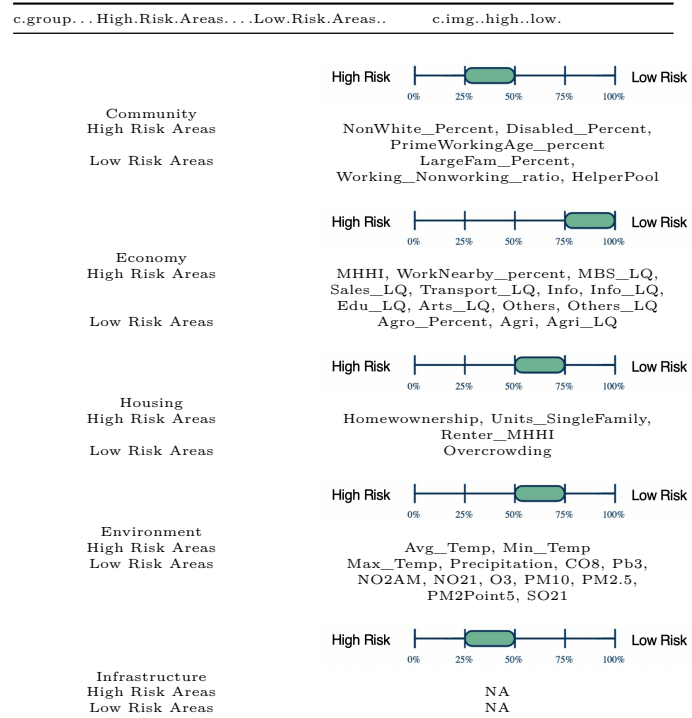 c.group...High.Risk.Areas....Low.Risk.Areas.. c.img..high..low.
High Risk Low Risk
0% 25% 50% 75% 100%
Community
High Risk Areas NonWhite_Percent, Disabled_Percent,
PrimeWorkingAge_percent
Low Risk Areas LargeFam_Percent,
Working_Nonworking_ratio, HelperPool
High Risk Low Risk
0% 25% 50% 75% 100%
Economy
High Risk Areas MHHI, WorkNearby_percent, MBS_LQ,
Sales_LQ, Transport_LQ, Info, Info_LQ,
Edu_LQ, Arts_LQ, Others, Others_LQ
Low Risk Areas Agro_Percent, Agri, Agri_LQ
High Risk Low Risk
0% 25% 50% 75% 100%
Housing
High Risk Areas Homewownership, Units_SingleFamily,
Renter_MHHI
Low Risk Areas Overcrowding
High Risk Low Risk
0% 25% 50% 75% 100%
Environment
High Risk Areas Avg_Temp, Min_Temp
Low Risk Areas Max_Temp, Precipitation, CO8, Pb3,
NO2AM, NO21, O3, PM10, PM2.5,
PM2Point5, SO21
High Risk Low Risk
0% 25% 50% 75% 100%
Infrastructure
High Risk Areas NA
Low Risk Areas NA